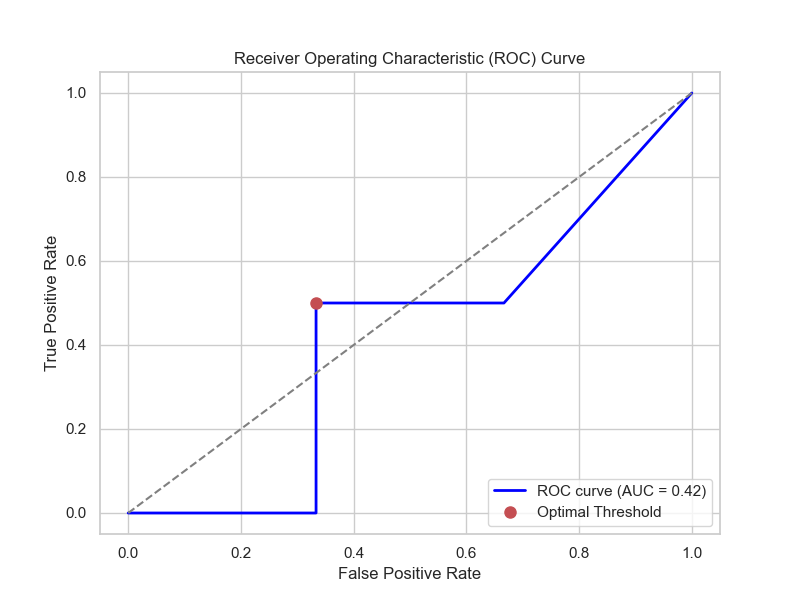 Receiver Operating Characteristic (ROC) Curve
True Positive Rate
1.0
0.8
0.6
0.4
0.2
0.0
ROC curve (AUC = 0.42)
Optimal Threshold
0.0 0.2 0.4 0.6 0.8 1.0
False Positive Rate